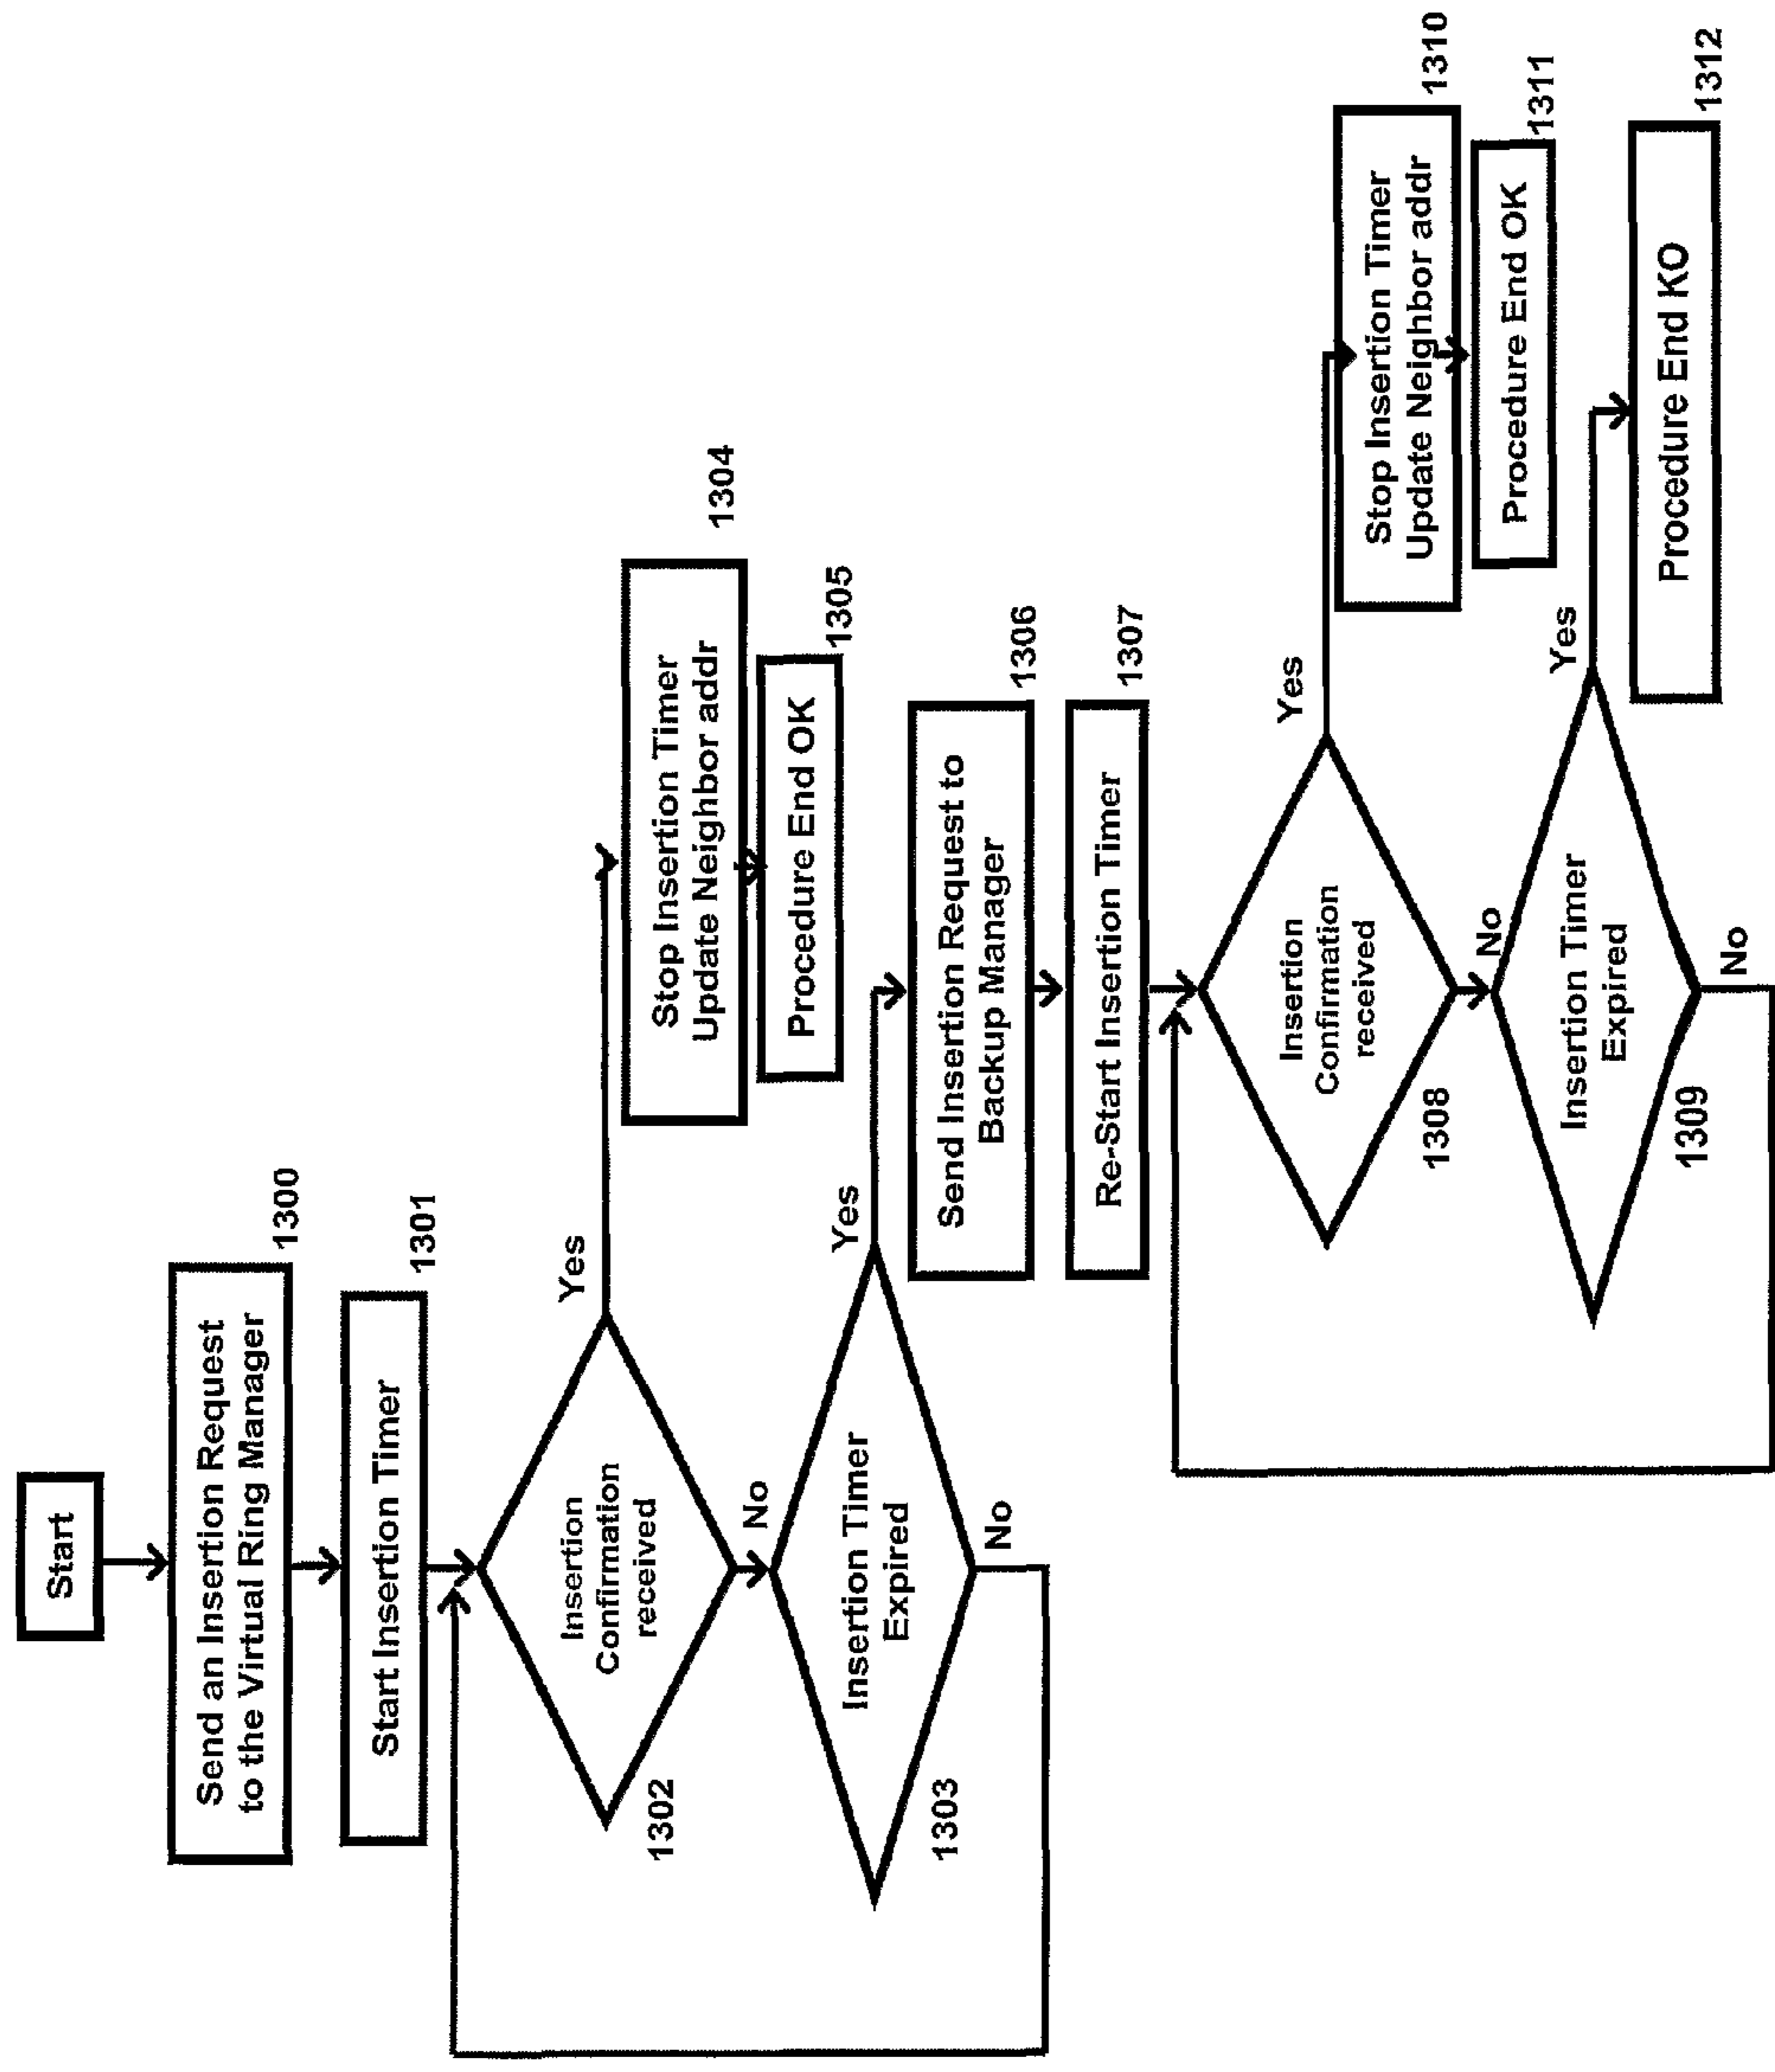 Start
Send an Insertion Request
to the Virtual Ring Manager
1300
Start Insertion Timer
1301
Insertion
Confirmation
received
1302
Yes
No
Stop Insertion Timer
Update Neighbor addr
1304
Procedure End OK
1305
Insertion Timer
Expired
1303
Yes
No
Send Insertion Request to
Backup Manager
1306
Re-Start Insertion Timer
1307
Insertion
Confirmation
received
1308
Yes
No
Stop Insertion Timer
Update Neighbor addr
1310
Procedure End OK
1311
Insertion Timer
Expired
1309
Yes
No
Procedure End KO
1312